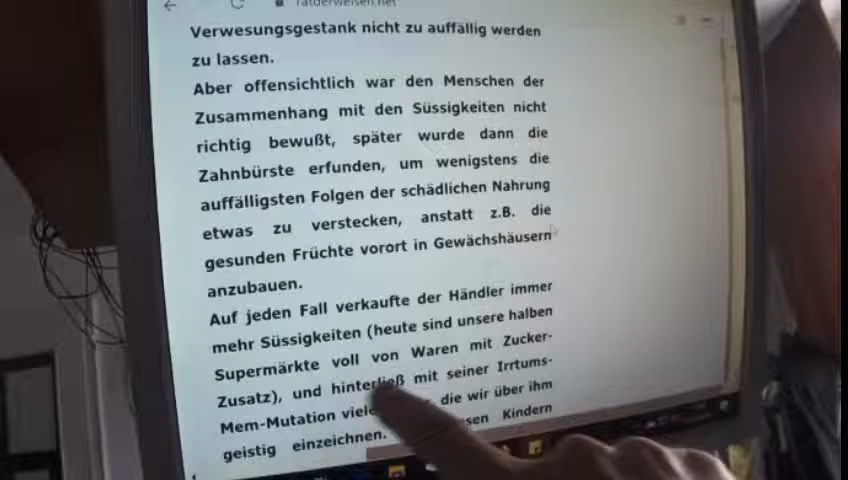 ratderweisen.net
Verwesungsgestank nicht zu auffällig werden
zu lassen.
Aber offensichtlich war den Menschen der
Zusammenhang mit den Süssigkeiten nicht
richtig bewußt, später wurde dann die
Zahnbürste erfunden, um wenigstens die
auffälligsten Folgen der schädlichen Nahrung
etwas zu verstecken, anstatt z.B. die
gesunden Früchte vorort in Gewächshäusern
anzubauen.
Auf jeden Fall verkaufte der Händler immer
mehr Süssigkeiten (heute sind unsere halben
Supermärkte voll von Waren mit Zucker-
Zusatz), und hinterließ mit seiner Irrtums-
Mem-Mutation die wir über ihm
geistig einzeichnen. Kindern